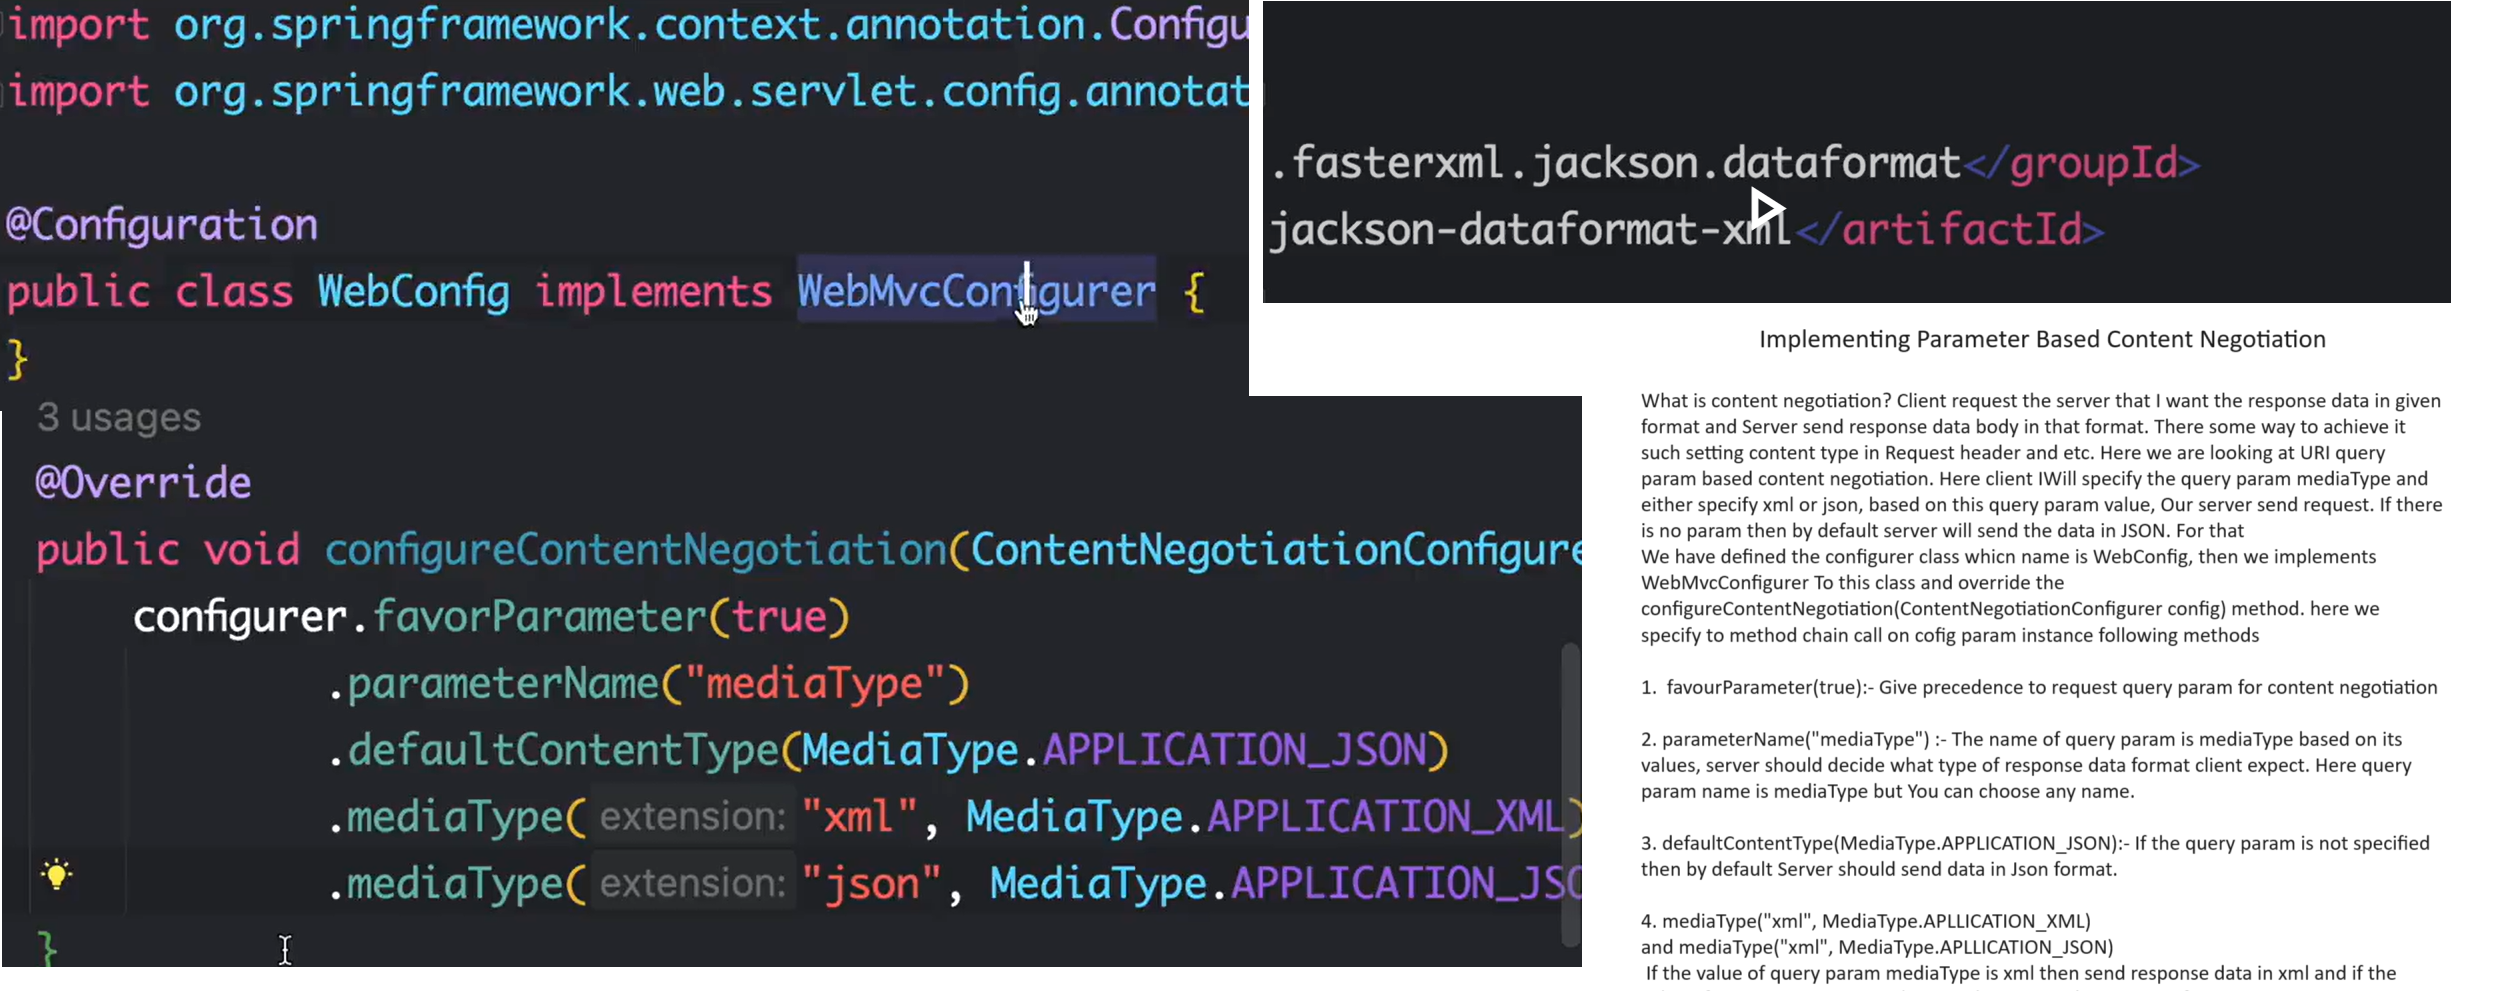 import org.springframework.context.annotation.Configu
import org.springframework.web.servlet.config.annotat
@Configuration
public class WebConfig implements WebMvcConfigurer {
}
3 usages
@Override
public void configureContentNegotiation(ContentNegotiationConfigure
configurer.favorParameter(true)
.parameterName("mediaType")
.defaultContentType(MediaType.APPLICATION_JSON)
.mediaType( extension: "xml", MediaType.APPLICATION_XML)
.mediaType( extension: "json", MediaType.APPLICATION_JSO
}
.fasterxml.jackson.dataformat</groupId>
jackson-dataformat-xml</artifactId>
Implementing Parameter Based Content Negotiation
What is content negotiation? Client request the server that I want the response data in given
format and Server send response data body in that format. There some way to achieve it
such setting content type in Request header and etc. Here we are looking at URI query
param based content negotiation. Here client IWill specify the query param mediaType and
either specify xml or json, based on this query param value, Our server send request. If there
is no param then by default server will send the data in JSON. For that
We have defined the configurer class whicn name is WebConfig, then we implements
WebMvcConfigurer To this class and override the
configureContentNegotiation(ContentNegotiationConfigurer config) method. here we
specify to method chain call on cofig param instance following methods
1. favourParameter(true):- Give precedence to request query param for content negotiation
2. parameterName("mediaType") :- The name of query param is mediaType based on its
values, server should decide what type of response data format client expect. Here query
param name is mediaType but You can choose any name.
3. defaultContentType(MediaType.APPLICATION_JSON):- If the query param is not specified
then by default Server should send data in Json format.
4. mediaType("xml", MediaType.APLLICATION_XML)
and mediaType("xml", MediaType.APLLICATION_JSON)
If the value of query param mediaType is xml then send response data in xml and if the